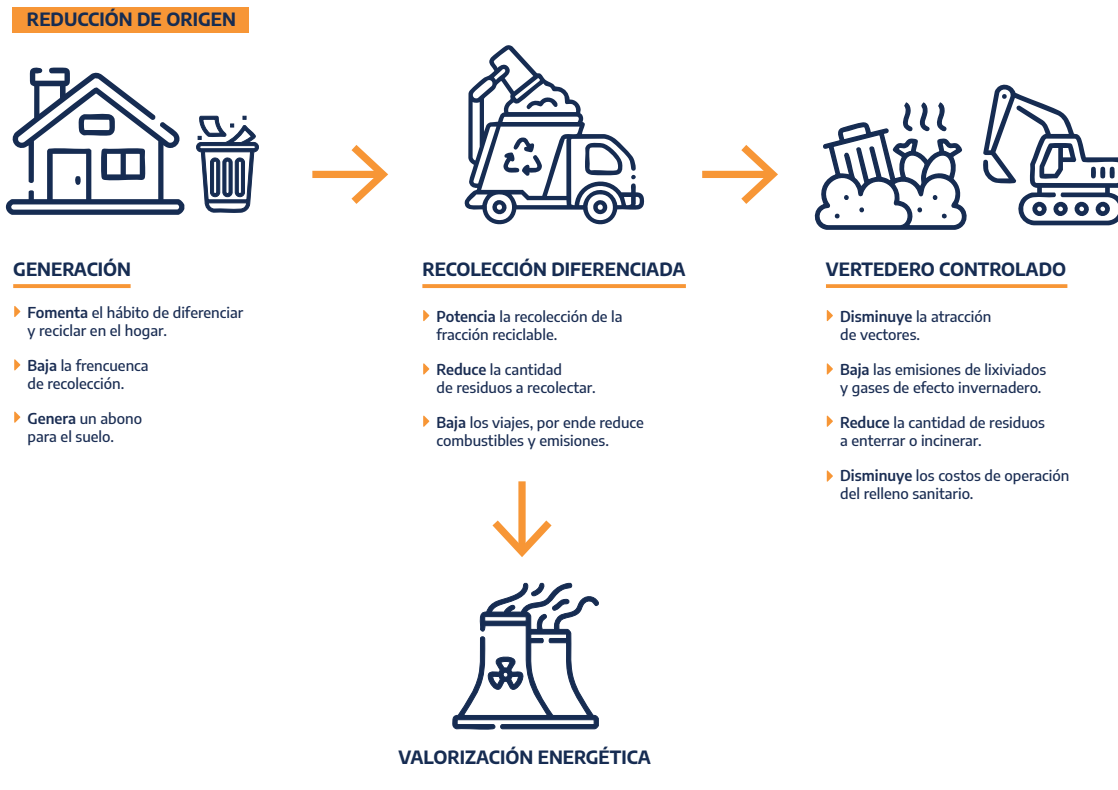 REDUCCIÓN DE ORIGEN
GENERACIÓN
Fomenta el hábito de diferenciar
y reciclar en el hogar.
Baja la frencuenca
de recolección.
Genera un abono
para el suelo.
RECOLECCIÓN DIFERENCIADA
Potencia la recolección de la
fracción reciclable.
Reduce la cantidad
de residuos a recolectar.
Baja los viajes, por ende reduce
combustibles y emisiones.
VERTEDERO CONTROLADO
Disminuye la atracción
de vectores.
Baja las emisiones de lixiviados
y gases de efecto invernadero.
Reduce la cantidad de residuos
a enterrar o incinerar.
Disminuye los costos de operación
del relleno sanitario.
VALORIZACIÓN ENERGÉTICA